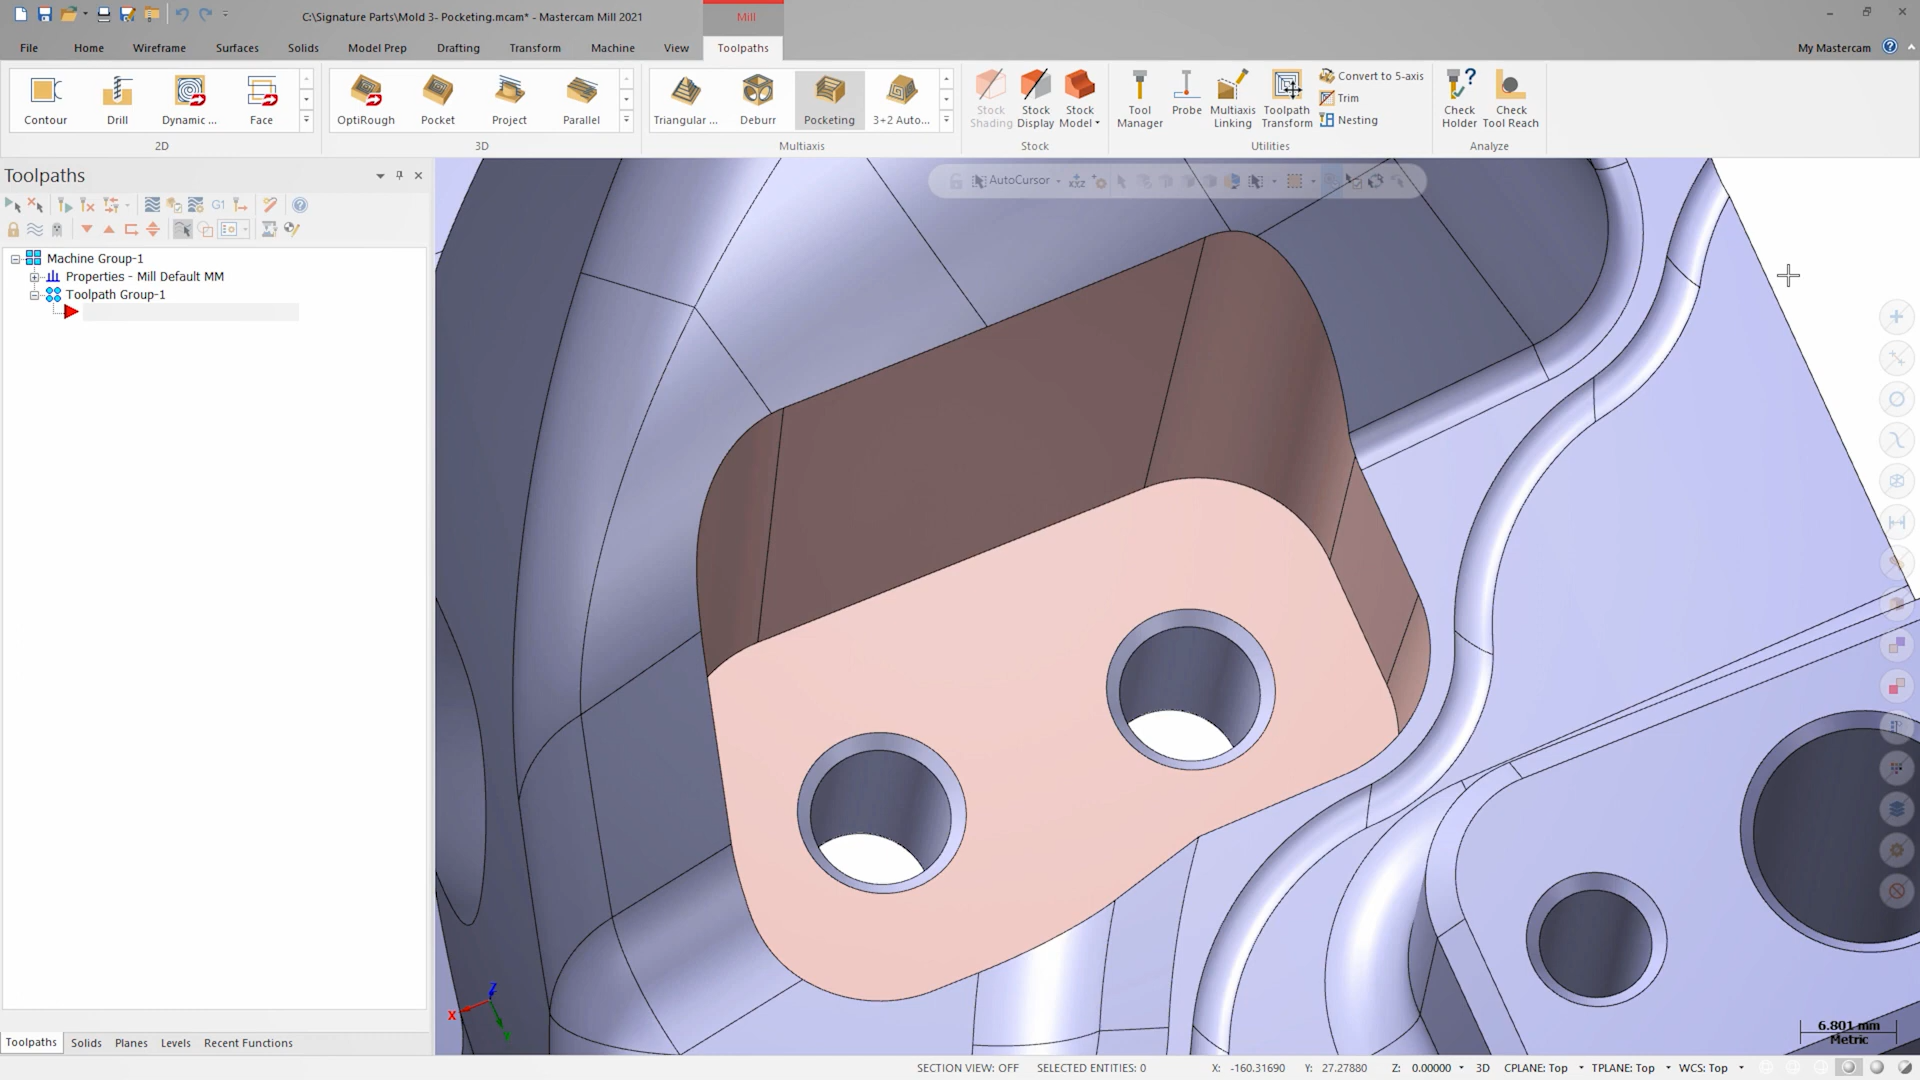 C:\Signature Parts\Mold 3- Pocketing.mcam* - Mastercam Mill 2021
Mill
File Home Wireframe Surfaces Solids Model Prep Drafting Transform Machine View Toolpaths My Mastercam
Contour Drill Dynamic ... Face
2D
OptiRough Pocket Project Parallel
3D
Triangular ... Deburr Pocketing 3+2 Auto...
Multiaxis
Stock Shading Stock Display Stock Model
Stock
Tool Manager Probe Multiaxis Linking Toolpath Transform
Convert to 5-axis
Trim
Nesting
Utilities
Check Holder Check Tool Reach
Analyze
Toolpaths
AutoCursor
G1
Machine Group-1
Properties - Mill Default MM
Toolpath Group-1
Z
X
6.801 mm
Metric
Toolpaths Solids Planes Levels Recent Functions
SECTION VIEW: OFF SELECTED ENTITIES: 0 X: -160.31690 Y: 27.27880 Z: 0.00000 3D CPLANE: Top TPLANE: Top WCS: Top